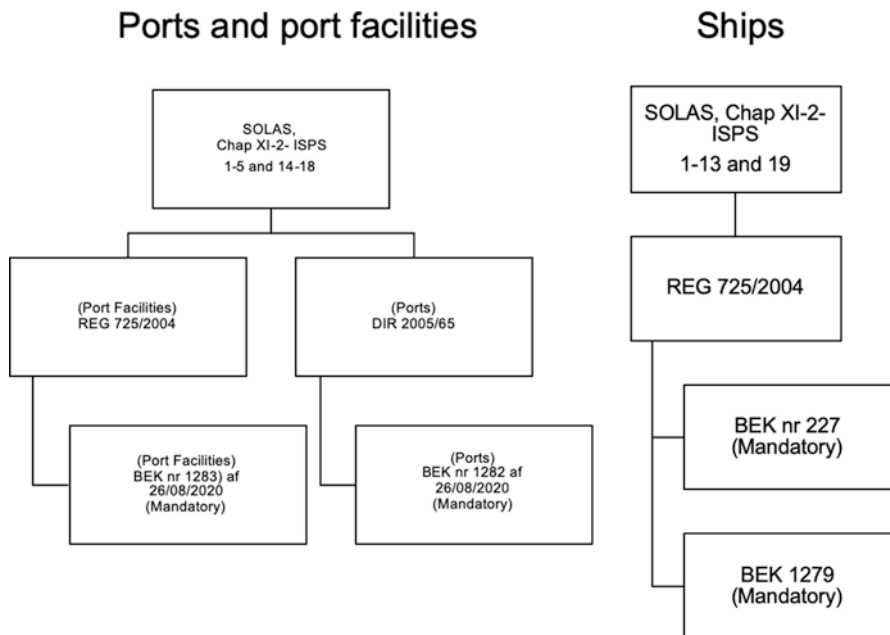 Ports and port facilities
Ships
SOLAS,
Chap XI-2- ISPS
1-5 and 14-18
SOLAS, Chap XI-2-
ISPS
1-13 and 19
(Port Facilities)
REG 725/2004
(Ports)
DIR 2005/65
REG 725/2004
(Port Facilities)
BEK nr 1283) af
26/08/2020
(Mandatory)
(Ports)
BEK nr 1282 af
26/08/2020
(Mandatory)
BEK nr 227
(Mandatory)
BEK 1279
(Mandatory)